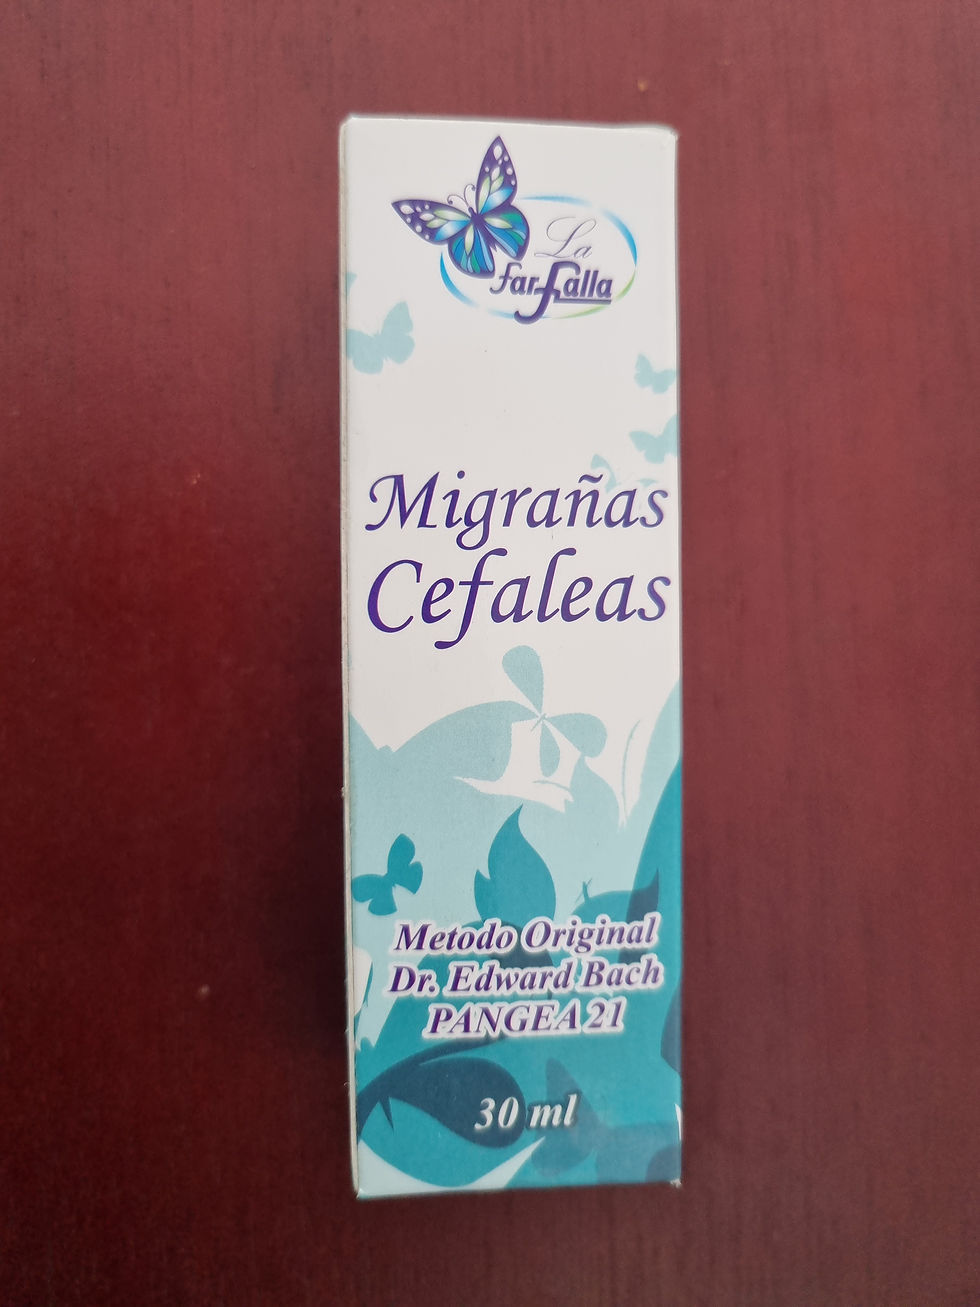 La
farfalla
Migrañas
Cefaleas
Metodo Original
Dr. Edward Bach
PANGEA 21
30 ml